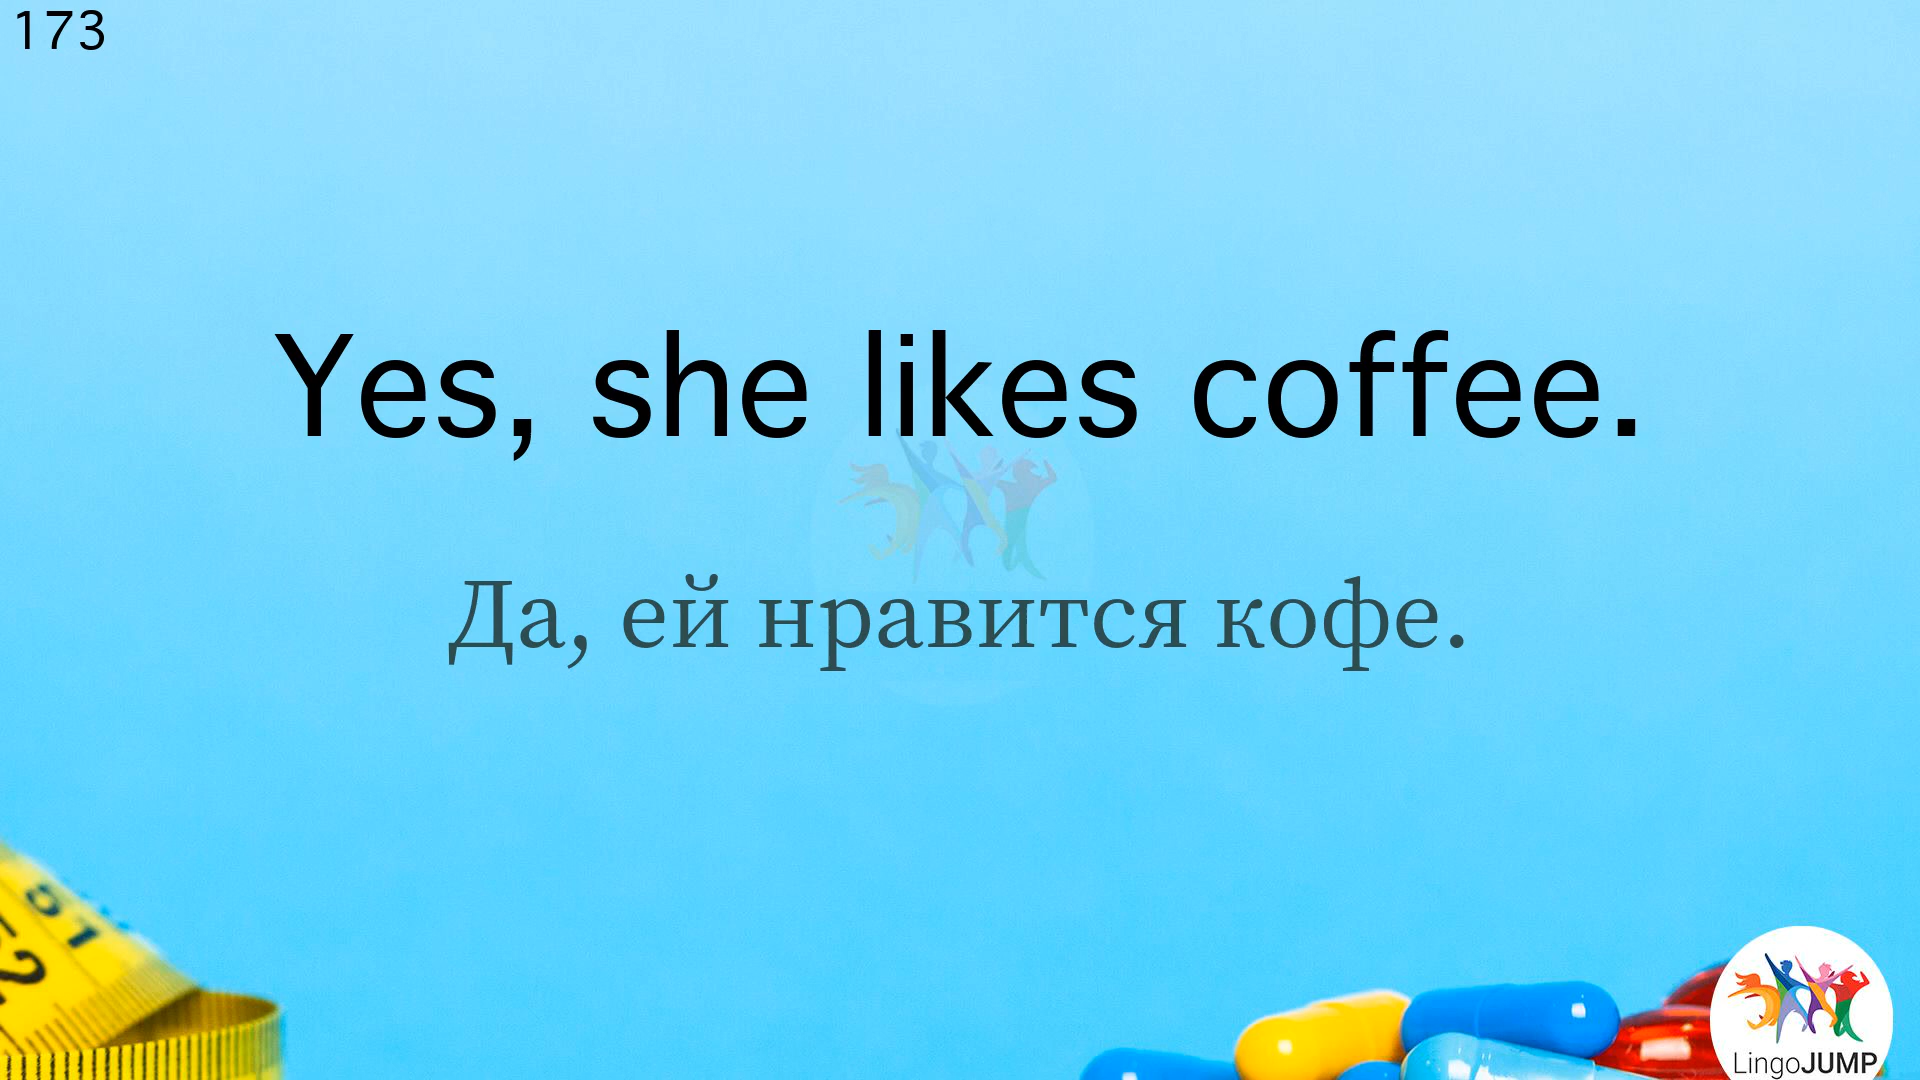 173
Yes, she likes coffee.
Да, ей нравится кофе.
LingoJUMP